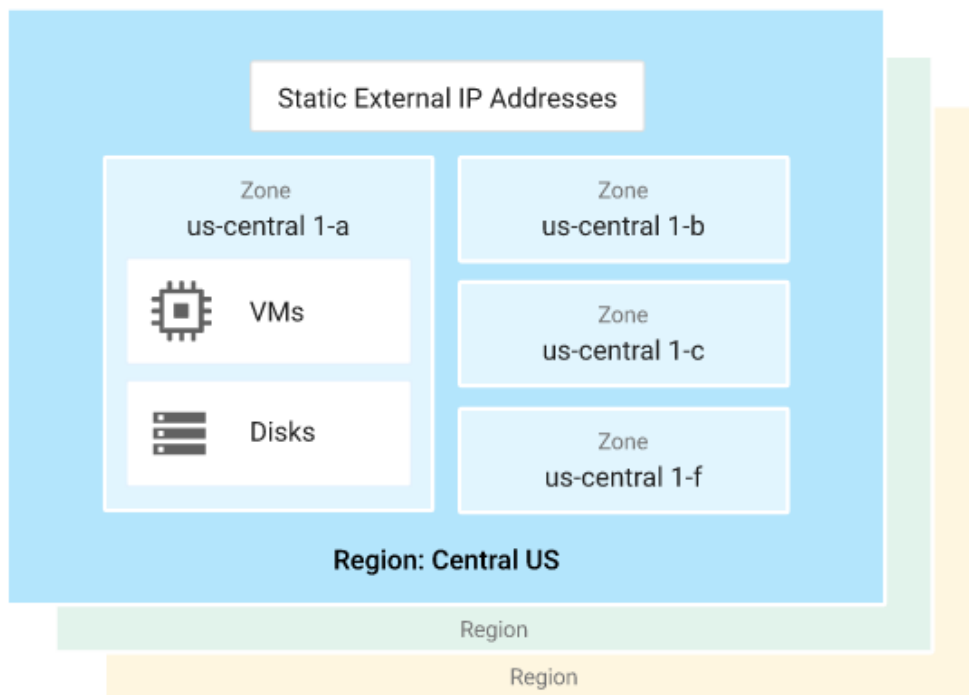 Static External IP Addresses
Zone
us-central 1-a
VMs
Disks
Zone
us-central 1-b
Zone
us-central 1-c
Zone
us-central 1-f
Region: Central US
Region
Region